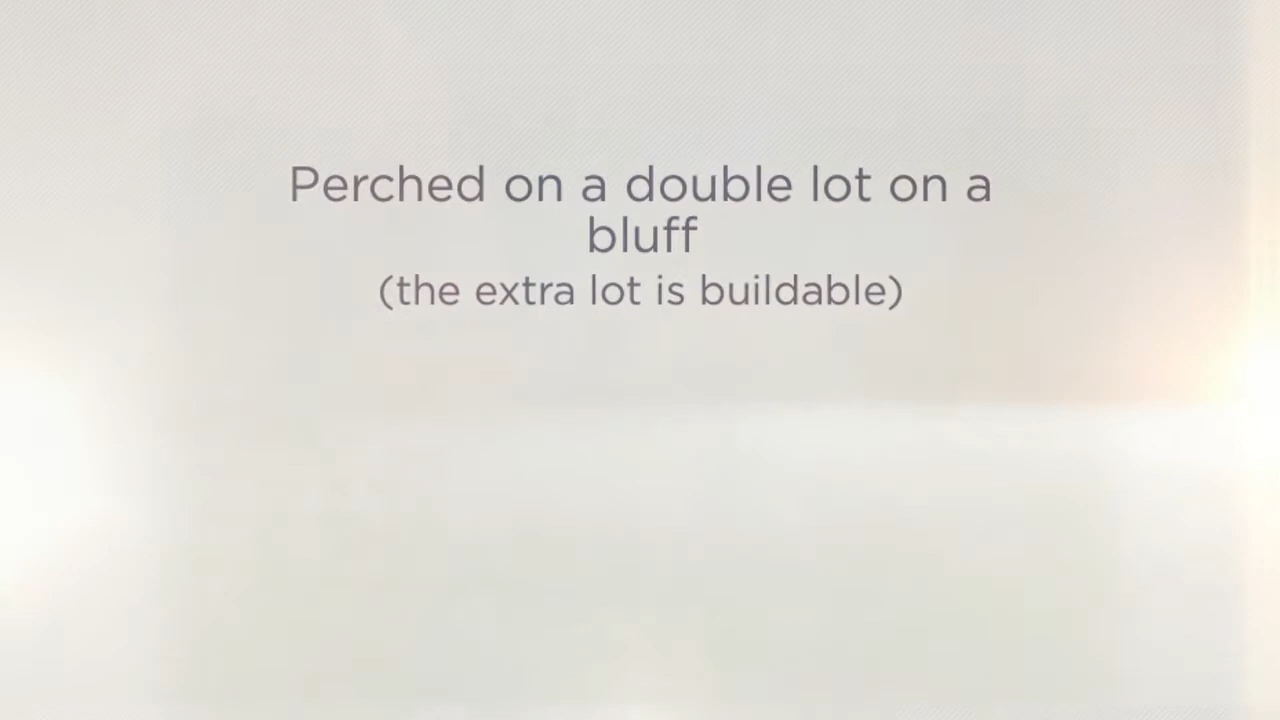 Perched on a double lot on a
bluff
(the extra lot is buildable)